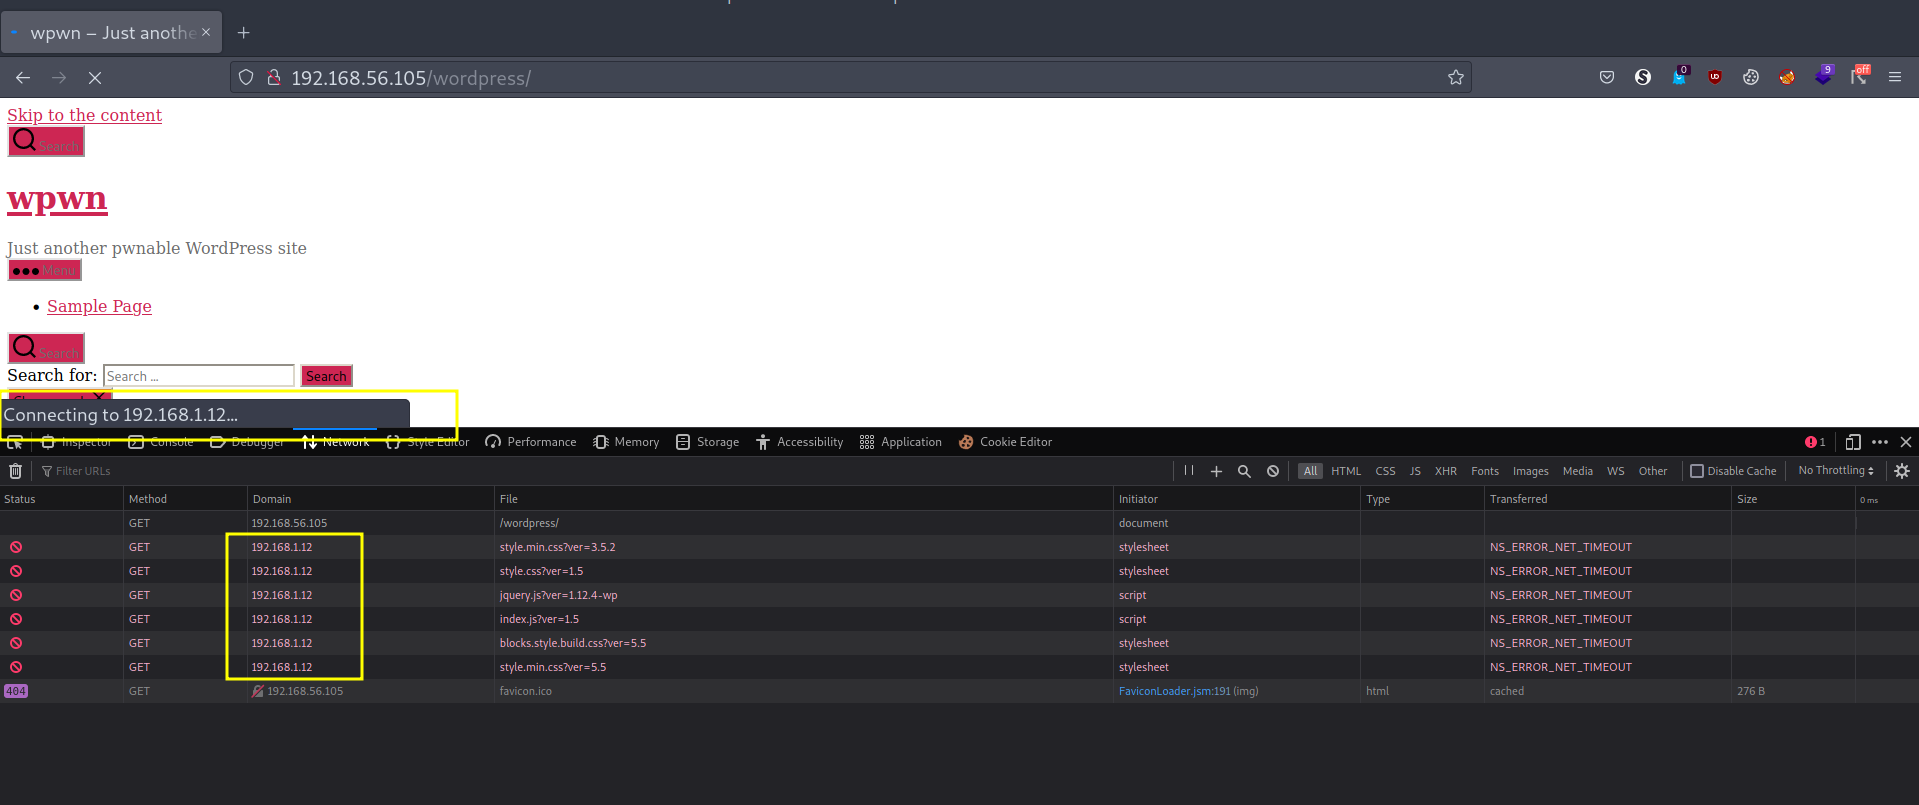 wpwn – Just anothe
192.168.56.105/wordpress/
0
9
off
Skip to the content
Search
wpwn
Just another pwnable WordPress site
Menu
Sample Page
Search
Search for: Search … Search
Connecting to 192.168.1.12…
Inspector Console Debugger Network Style Editor Performance Memory Storage Accessibility Application Cookie Editor 1
Filter URLs All HTML CSS JS XHR Fonts Images Media WS Other Disable Cache No Throttling
Status Method Domain File Initiator Type Transferred Size 0 ms
GET 192.168.56.105 /wordpress/ document
GET 192.168.1.12 style.min.css?ver=3.5.2 stylesheet NS_ERROR_NET_TIMEOUT
GET 192.168.1.12 style.css?ver=1.5 stylesheet NS_ERROR_NET_TIMEOUT
GET 192.168.1.12 jquery.js?ver=1.12.4-wp script NS_ERROR_NET_TIMEOUT
GET 192.168.1.12 index.js?ver=1.5 script NS_ERROR_NET_TIMEOUT
GET 192.168.1.12 blocks.style.build.css?ver=5.5 stylesheet NS_ERROR_NET_TIMEOUT
GET 192.168.1.12 style.min.css?ver=5.5 stylesheet NS_ERROR_NET_TIMEOUT
404 GET 192.168.56.105 favicon.ico FaviconLoader.jsm:191 (img) html cached 276 B